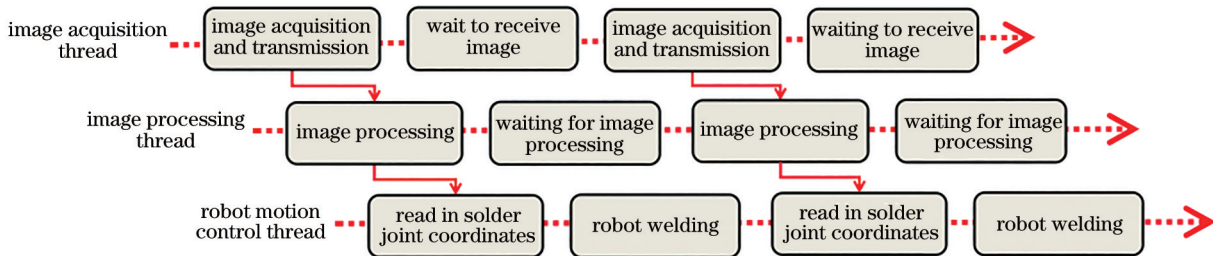 image acquisition
thread
image acquisition
and transmission
wait to receive
image
image acquisition
and transmission
waiting to receive
image
image processing
thread
image processing
waiting for image
processing
image processing
waiting for image
processing
robot motion
control thread
read in solder
joint coordinates
robot welding
read in solder
joint coordinates
robot welding